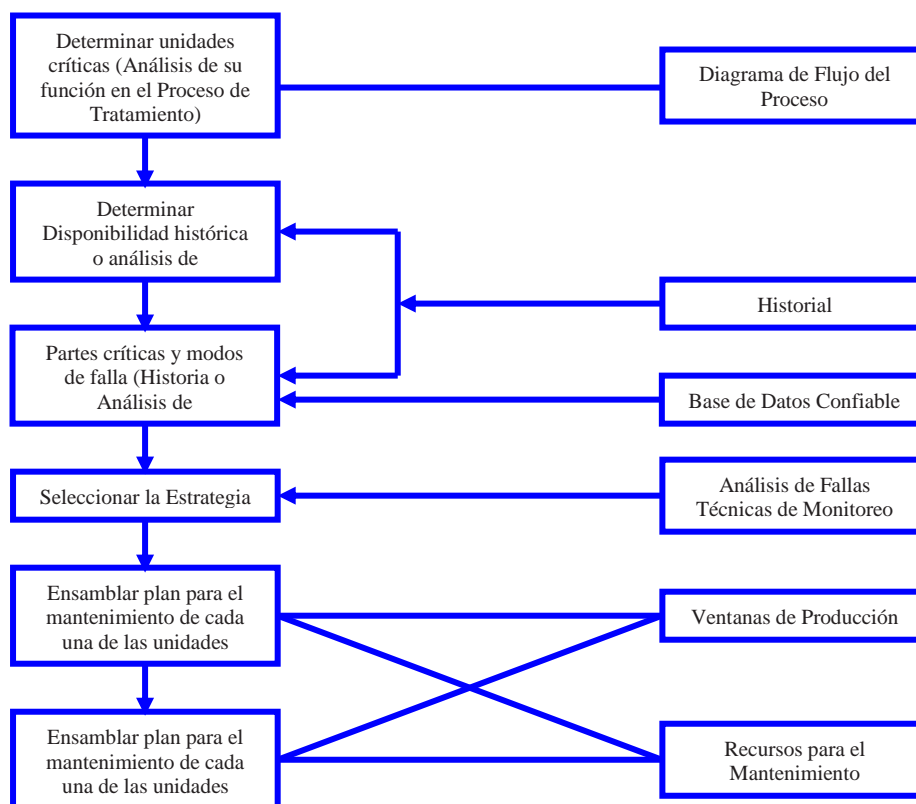 Determinar unidades
críticas (Análisis de su
función en el Proceso de
Tratamiento)
Diagrama de Flujo del
Proceso
Determinar
Disponibilidad histórica
o análisis de
Historial
Partes críticas y modos
de falla (Historia o
Análisis de
Base de Datos Confiable
Seleccionar la Estrategia
Análisis de Fallas
Técnicas de Monitoreo
Ensamblar plan para el
mantenimiento de cada
una de las unidades
Ventanas de Producción
Ensamblar plan para el
mantenimiento de cada
una de las unidades
Recursos para el
Mantenimiento